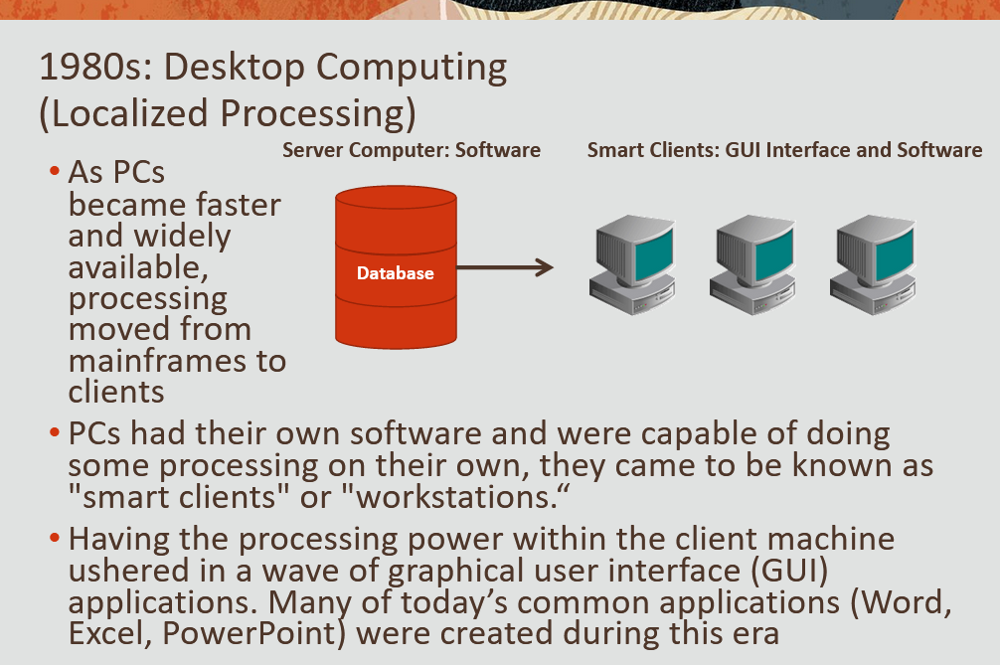 1980s: Desktop Computing
(Localized Processing)
Server Computer: Software
Smart Clients: GUI Interface and Software
Database
• As PCs
became faster
and widely
available,
processing
moved from
mainframes to
clients
• PCs had their own software and were capable of doing
some processing on their own, they came to be known as
"smart clients" or "workstations.“
• Having the processing power within the client machine
ushered in a wave of graphical user interface (GUI)
applications. Many of today’s common applications (Word,
Excel, PowerPoint) were created during this era